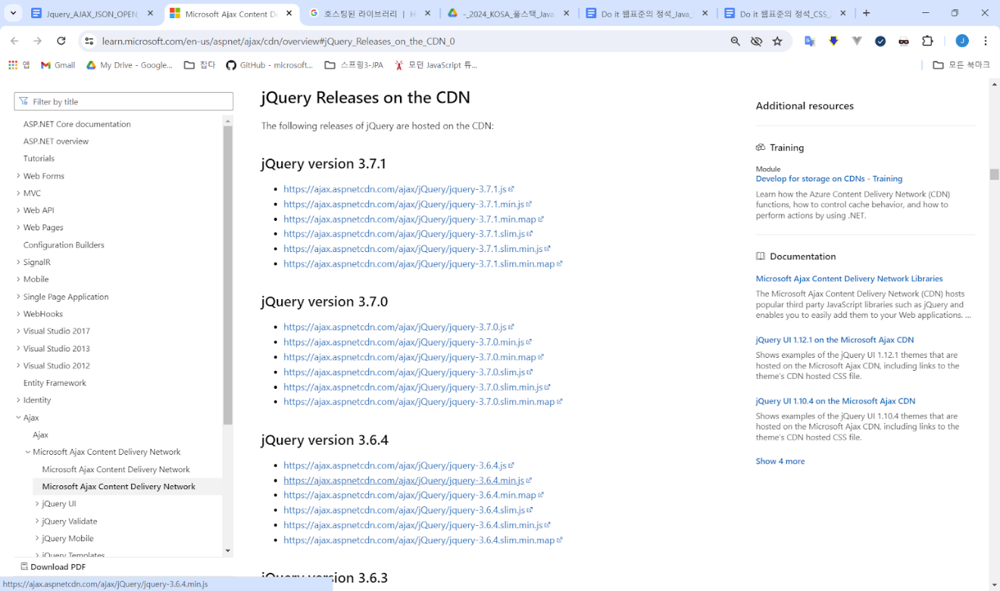 Jquery_AJAX_JSON_OPEN
Microsoft Ajax Content De
호스팅된 라이브러리 | H
-_2024_KOSA_풀스택_Java
Do it 웹표준의 정석_Java_
Do it 웹표준의 정석_CSS_
learn.microsoft.com/en-us/aspnet/ajax/cdn/overview#jQuery_Releases_on_the_CDN_0
J
앱
Gmail
My Drive - Google...
잡다
GitHub - microsoft...
스프링3-JPA
모던 JavaScript 튜...
모든 북마크
Filter by title
ASP.NET Core documentation
ASP.NET overview
Tutorials
Web Forms
MVC
Web API
Web Pages
Configuration Builders
SignalR
Mobile
Single Page Application
WebHooks
Visual Studio 2017
Visual Studio 2013
Visual Studio 2012
Entity Framework
Identity
Ajax
Ajax
Microsoft Ajax Content Delivery Network
Microsoft Ajax Content Delivery Network
Microsoft Ajax Content Delivery Network
jQuery UI
jQuery Validate
jQuery Mobile
jQuery Templates
Download PDF
jQuery Releases on the CDN
The following releases of jQuery are hosted on the CDN:
jQuery version 3.7.1
https://ajax.aspnetcdn.com/ajax/jQuery/jquery-3.7.1.js
https://ajax.aspnetcdn.com/ajax/jQuery/jquery-3.7.1.min.js
https://ajax.aspnetcdn.com/ajax/jQuery/jquery-3.7.1.min.map
https://ajax.aspnetcdn.com/ajax/jQuery/jquery-3.7.1.slim.js
https://ajax.aspnetcdn.com/ajax/jQuery/jquery-3.7.1.slim.min.js
https://ajax.aspnetcdn.com/ajax/jQuery/jquery-3.7.1.slim.min.map
jQuery version 3.7.0
https://ajax.aspnetcdn.com/ajax/jQuery/jquery-3.7.0.js
https://ajax.aspnetcdn.com/ajax/jQuery/jquery-3.7.0.min.js
https://ajax.aspnetcdn.com/ajax/jQuery/jquery-3.7.0.min.map
https://ajax.aspnetcdn.com/ajax/jQuery/jquery-3.7.0.slim.js
https://ajax.aspnetcdn.com/ajax/jQuery/jquery-3.7.0.slim.min.js
https://ajax.aspnetcdn.com/ajax/jQuery/jquery-3.7.0.slim.min.map
jQuery version 3.6.4
https://ajax.aspnetcdn.com/ajax/jQuery/jquery-3.6.4.js
https://ajax.aspnetcdn.com/ajax/jQuery/jquery-3.6.4.min.js
https://ajax.aspnetcdn.com/ajax/jQuery/jquery-3.6.4.min.map
https://ajax.aspnetcdn.com/ajax/jQuery/jquery-3.6.4.slim.js
https://ajax.aspnetcdn.com/ajax/jQuery/jquery-3.6.4.slim.min.js
https://ajax.aspnetcdn.com/ajax/jQuery/jquery-3.6.4.slim.min.map
jQuery version 3.6.3
Additional resources
Training
Module
Develop for storage on CDNs - Training
Learn how the Azure Content Delivery Network (CDN)
functions, how to control cache behavior, and how to
perform actions by using .NET.
Documentation
Microsoft Ajax Content Delivery Network Libraries
The Microsoft Ajax Content Delivery Network (CDN) hosts
popular third party JavaScript libraries such as jQuery and
enables you to easily add them to your Web applications. ...
jQuery UI 1.12.1 on the Microsoft Ajax CDN
Shows examples of the jQuery UI 1.12.1 themes that are
hosted on the Microsoft Ajax CDN, including links to the
theme's CDN hosted CSS file.
jQuery UI 1.10.4 on the Microsoft Ajax CDN
Shows examples of the jQuery UI 1.10.4 themes that are
hosted on the Microsoft Ajax CDN, including links to the
theme's CDN hosted CSS file.
Show 4 more
https://ajax.aspnetcdn.com/ajax/jQuery/jquery-3.6.4.min.js